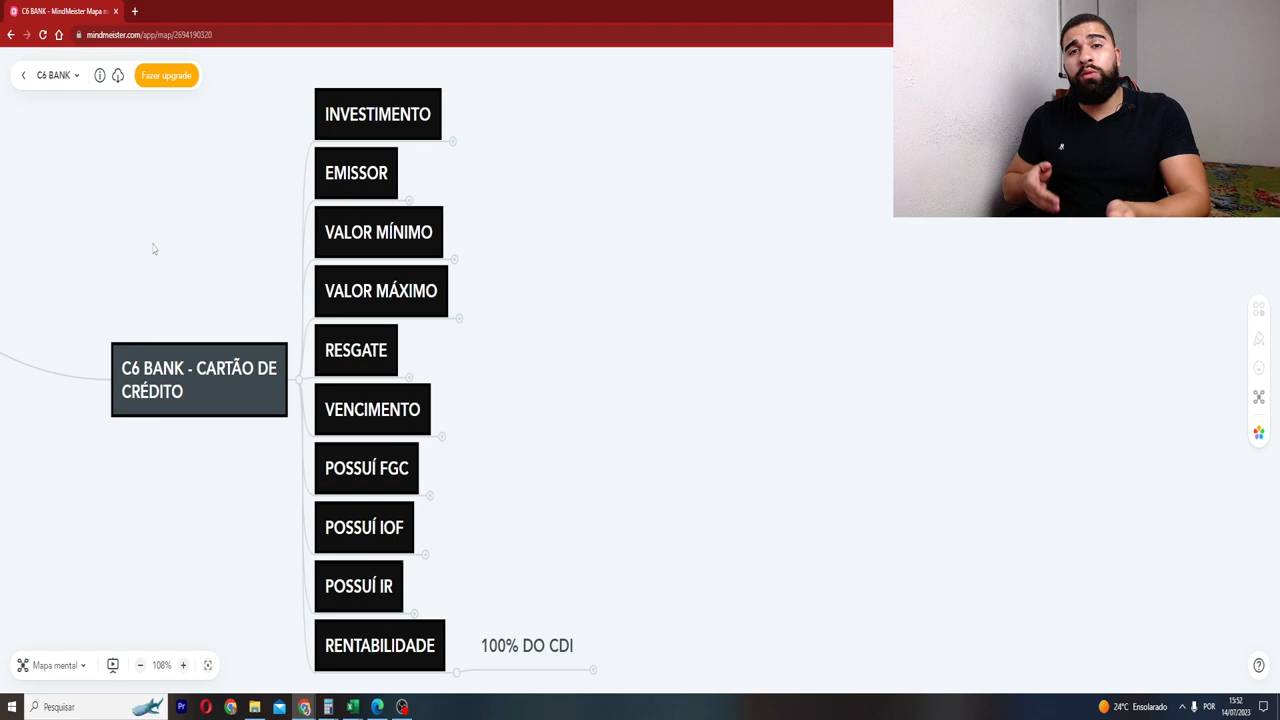 C6 BANK - MindMeister Mapa m
mindmeister.com/app/map/2694190320
C6 BANK
Fazer upgrade
INVESTIMENTO
EMISSOR
VALOR MÍNIMO
VALOR MÁXIMO
RESGATE
C6 BANK - CARTÃO DE
CRÉDITO
VENCIMENTO
POSSUÍ FGC
POSSUÍ IOF
POSSUÍ IR
RENTABILIDADE
100% DO CDI
Mapa mental
108%
Pesquisar
24°C Ensolarado
POR
15:52
14/07/2023